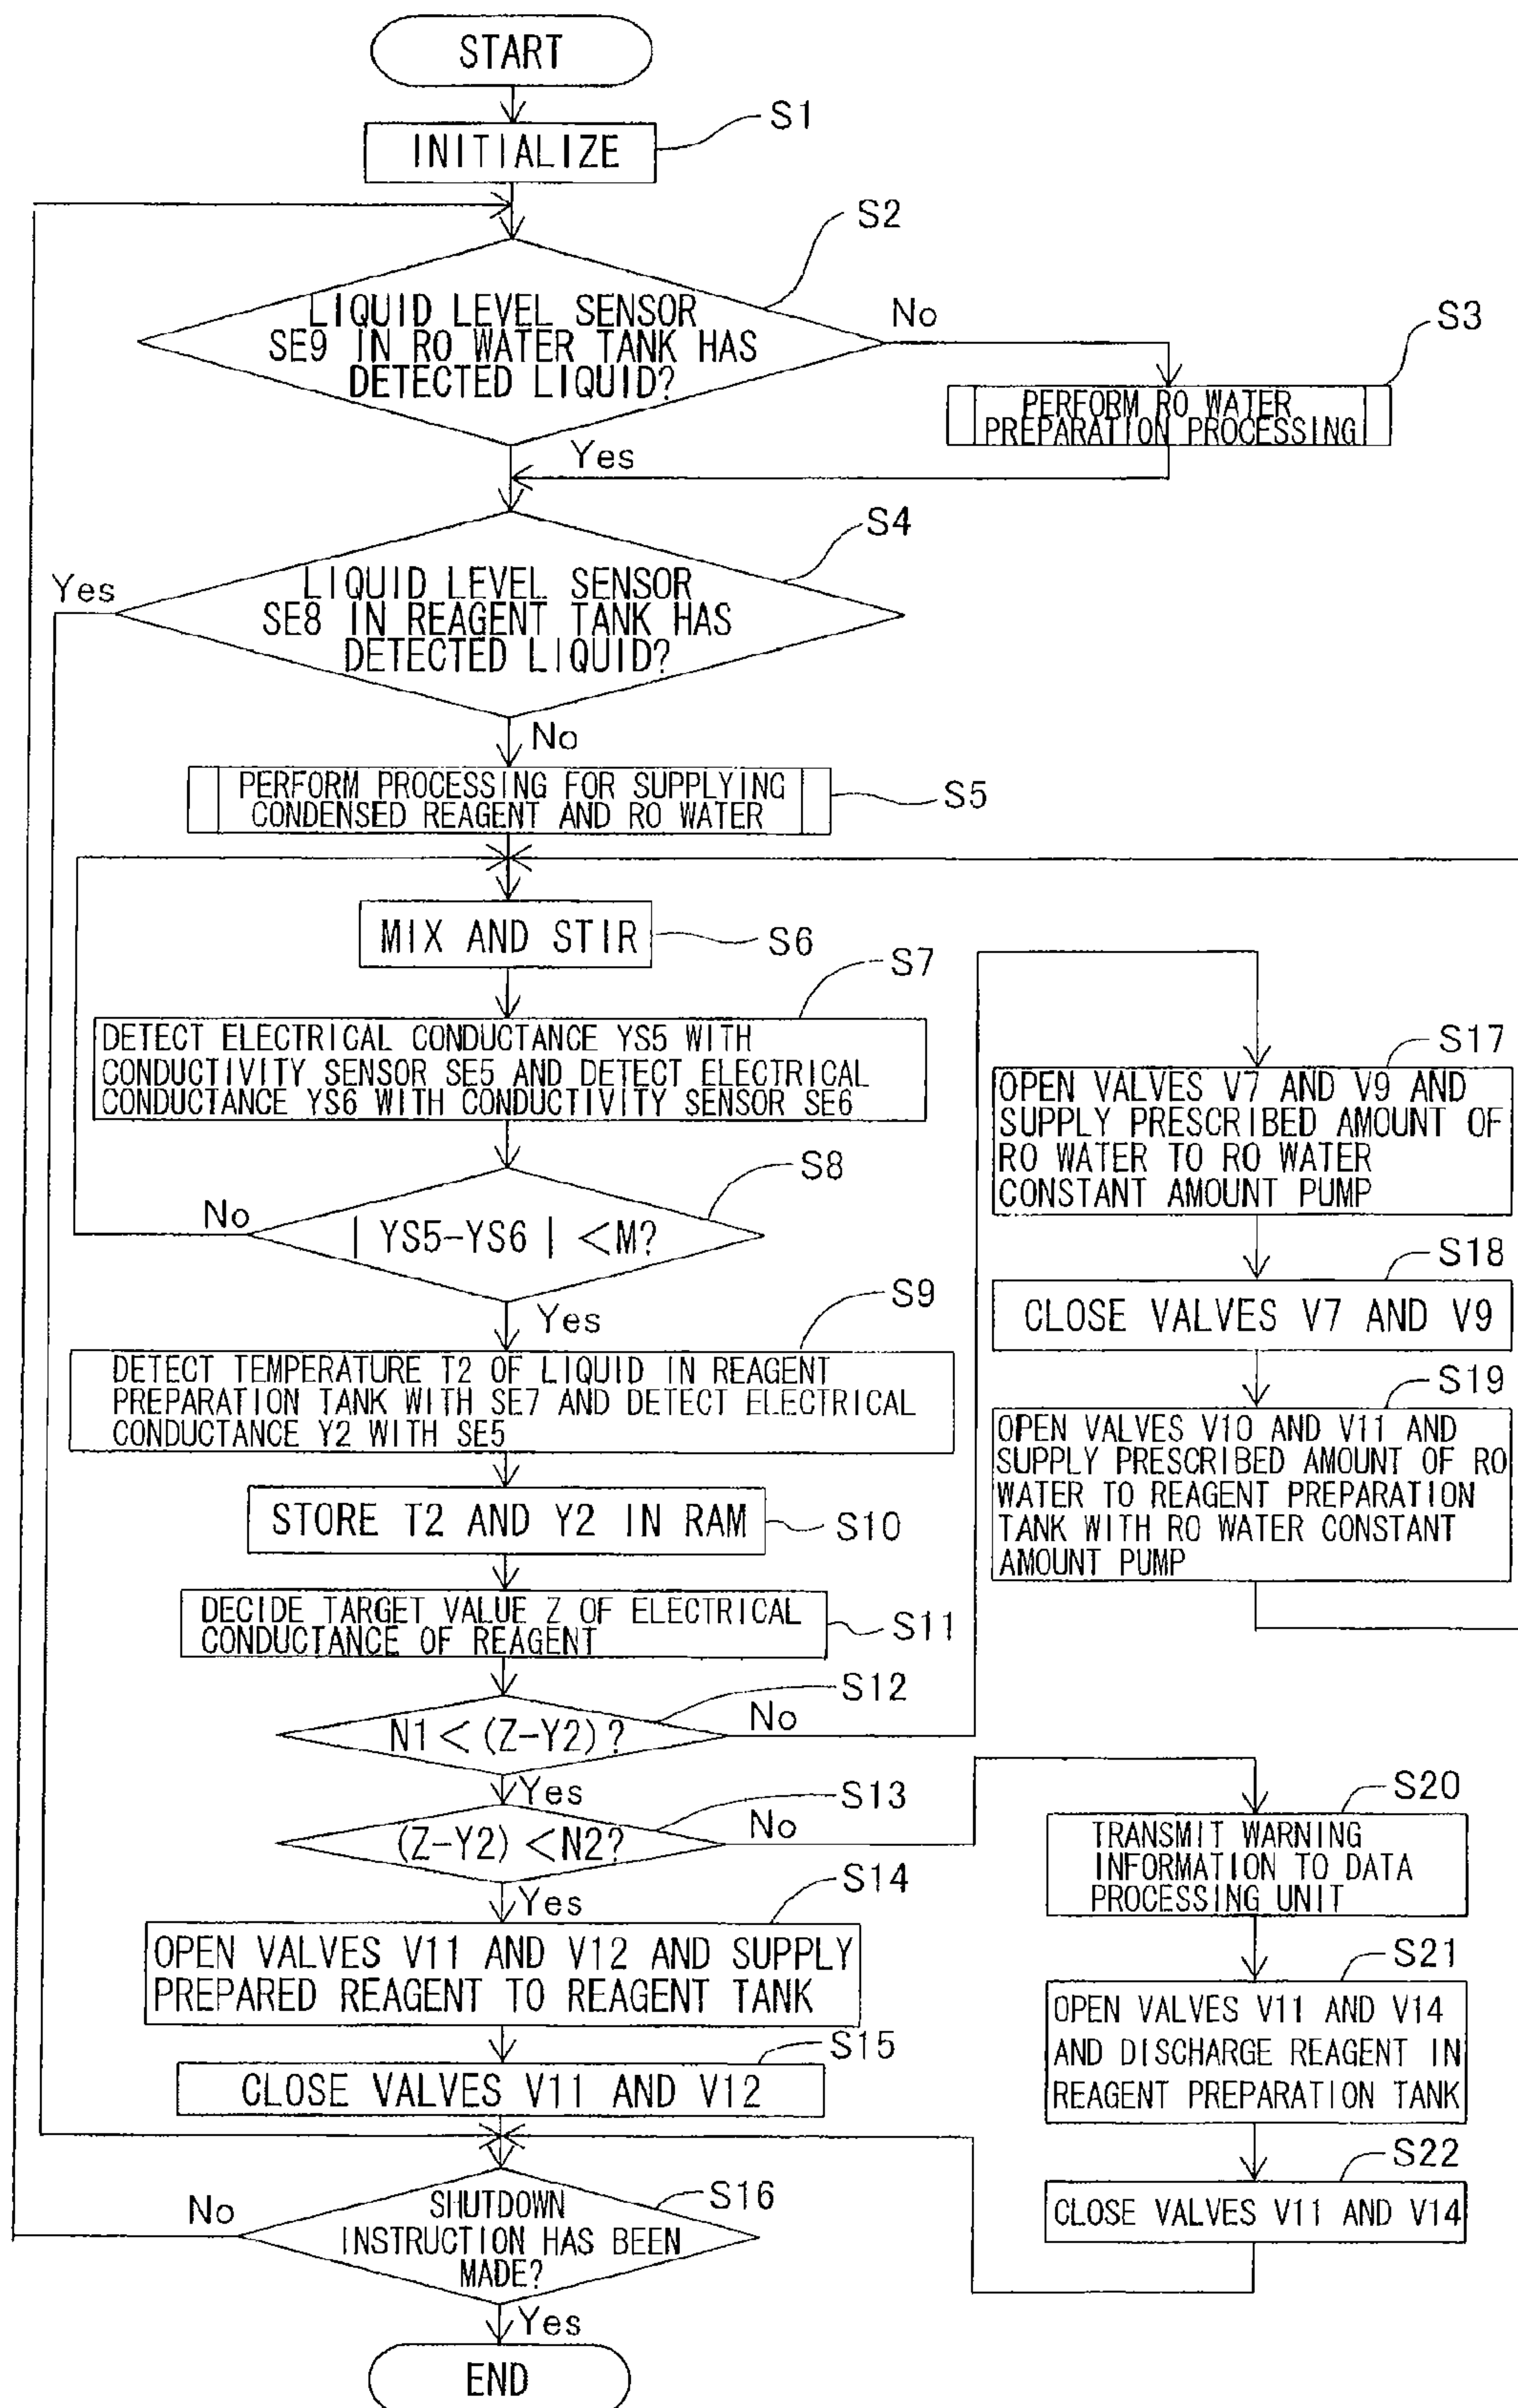 START
INITIALIZE
S1
S2
LIQUID LEVEL SENSOR
SE9 IN RO WATER TANK HAS
DETECTED LIQUID?
No
S3
PERFORM RO WATER
PREPARATION PROCESSING
Yes
S4
LIQUID LEVEL SENSOR
SE8 IN REAGENT TANK HAS
DETECTED LIQUID?
Yes
No
PERFORM PROCESSING FOR SUPPLYING
CONDENSED REAGENT AND RO WATER
S5
MIX AND STIR
S6
S7
DETECT ELECTRICAL CONDUCTANCE YS5 WITH
CONDUCTIVITY SENSOR SE5 AND DETECT ELECTRICAL
CONDUCTANCE YS6 WITH CONDUCTIVITY SENSOR SE6
S8
No
| YS5-YS6 | <M?
Yes
S9
DETECT TEMPERATURE T2 OF LIQUID IN REAGENT
PREPARATION TANK WITH SE7 AND DETECT ELECTRICAL
CONDUCTANCE Y2 WITH SE5
STORE T2 AND Y2 IN RAM
S10
DECIDE TARGET VALUE Z OF ELECTRICAL
CONDUCTANCE OF REAGENT
S11
S12
N1<(Z-Y2)?
No
Yes
S13
(Z-Y2)<N2?
No
Yes
S14
OPEN VALVES V11 AND V12 AND SUPPLY
PREPARED REAGENT TO REAGENT TANK
S15
CLOSE VALVES V11 AND V12
S16
No
SHUTDOWN
INSTRUCTION HAS BEEN
MADE?
Yes
END
S17
OPEN VALVES V7 AND V9 AND
SUPPLY PRESCRIBED AMOUNT OF
RO WATER TO RO WATER
CONSTANT AMOUNT PUMP
S18
CLOSE VALVES V7 AND V9
S19
OPEN VALVES V10 AND V11 AND
SUPPLY PRESCRIBED AMOUNT OF RO
WATER TO REAGENT PREPARATION
TANK WITH RO WATER CONSTANT
AMOUNT PUMP
S20
TRANSMIT WARNING
INFORMATION TO DATA
PROCESSING UNIT
S21
OPEN VALVES V11 AND V14
AND DISCHARGE REAGENT IN
REAGENT PREPARATION TANK
S22
CLOSE VALVES V11 AND V14